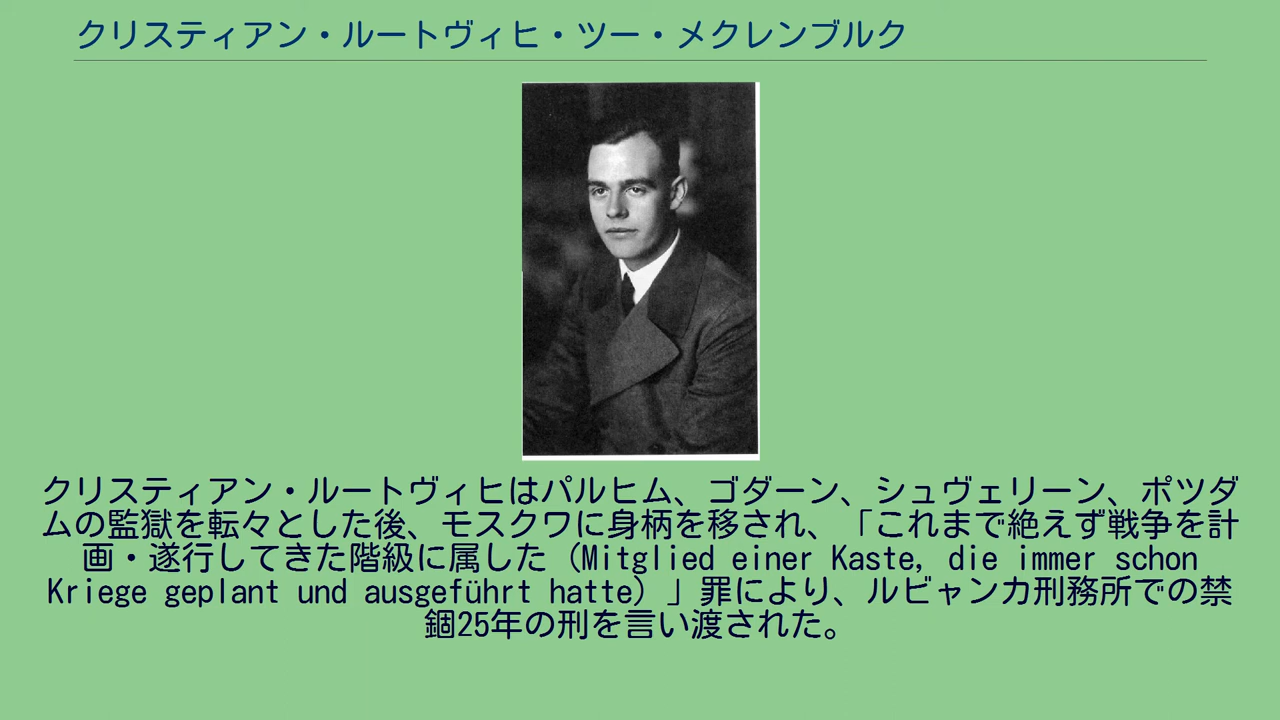 クリスティアン・ルートヴィヒ・ツー・メクレンブルク
クリスティアン・ルートヴィヒはパルヒム、ゴダーン、シュヴェリーン、ポツダ
ムの監獄を転々とした後、モスクワに身柄を移され、「これまで絶えず戦争を計
画・遂行してきた階級に属した（Mitglied einer Kaste, die immer schon
Kriege geplant und ausgeführt hatte）」罪により、ルビャンカ刑務所での禁
錮25年の刑を言い渡された。